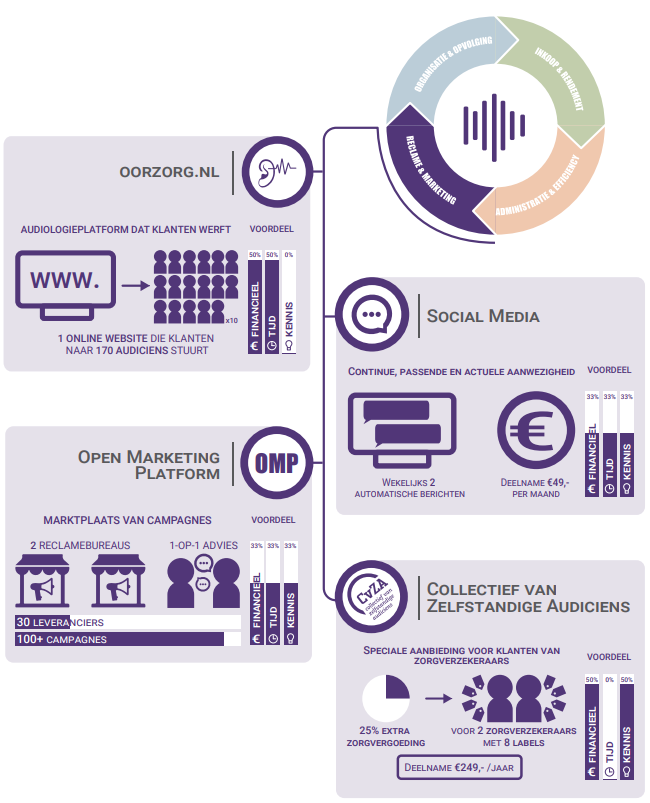 ORGANISATIE & OPVOLGING
INKOOP & RENDEMENT
RECLAME & MARKETING
ADMINISTRATIE & EFFICIENCY
OORZORG.NL
AUDIOLOGIEPLATFORM DAT KLANTEN WERFT
VOORDEEL
WWW.
x10
50% 50% 0%
€ FINANCIEEL
TIJD
KENNIS
1 ONLINE WEBSITE DIE KLANTEN
NAAR 170 AUDICIENS STUURT
SOCIAL MEDIA
CONTINUE, PASSENDE EN ACTUELE AANWEZIGHEID
VOORDEEL
€
33% 33% 33%
€ FINANCIEEL
TIJD
KENNIS
WEKELIJKS 2
AUTOMATISCHE BERICHTEN
DEELNAME €49,-
PER MAAND
OPEN MARKETING
PLATFORM
OMP
MARKTPLAATS VAN CAMPAGNES
VOORDEEL
2 RECLAMEBUREAUS
1-OP-1 ADVIES
33% 33% 33%
€ FINANCIEEL
TIJD
KENNIS
30 LEVERANCIERS
100+ CAMPAGNES
CvZA
collectief van
zelfstandige
audiciens
COLLECTIEF VAN
ZELFSTANDIGE AUDICIENS
SPECIALE AANBIEDING VOOR KLANTEN VAN
ZORGVERZEKERAARS
VOORDEEL
50% 0% 50%
€ FINANCIEEL
TIJD
KENNIS
25% EXTRA
ZORGVERGOEDING
VOOR 2 ZORGVERZEKERAARS
MET 8 LABELS
DEELNAME €249,- /JAAR